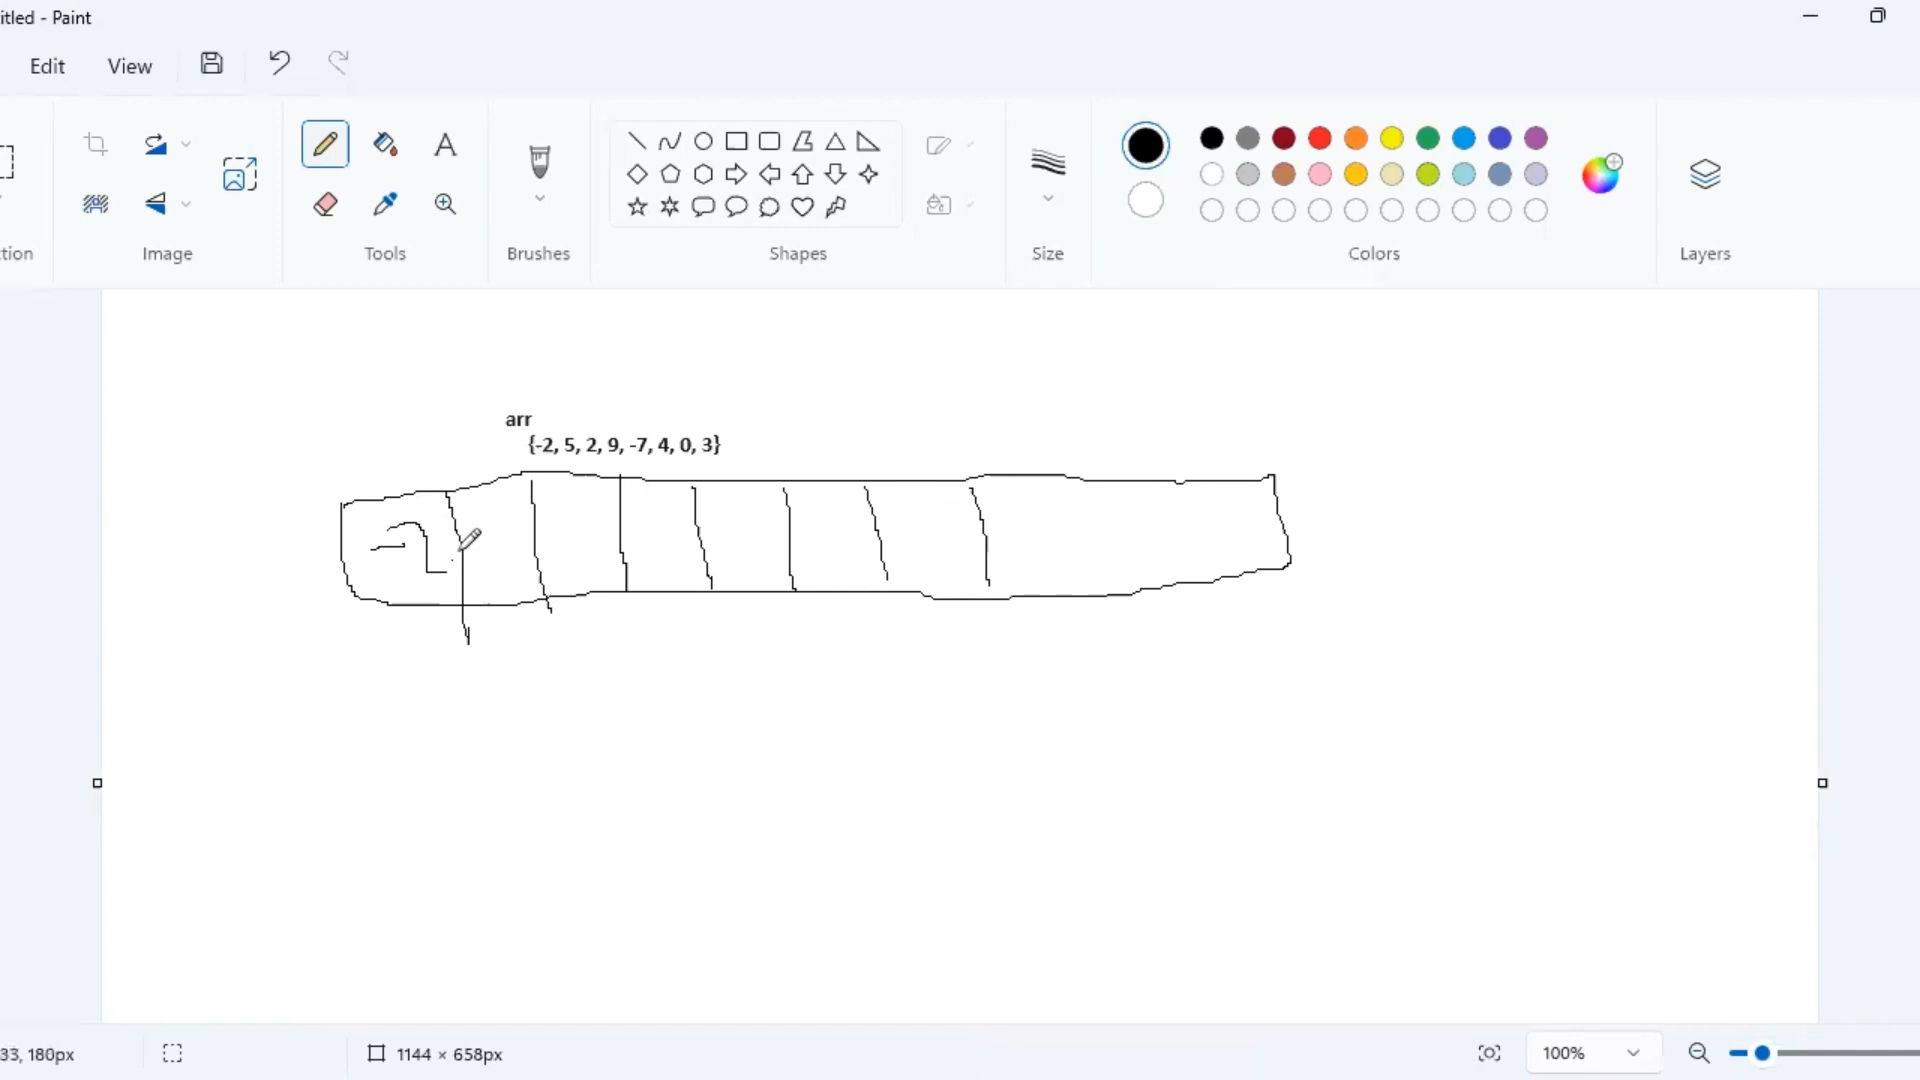 itled - Paint
Edit View
tion Image Tools Brushes Shapes Size Colors Layers
arr
{-2, 5, 2, 9, -7, 4, 0, 3}
-2
33, 180px 1144 × 658px 100%